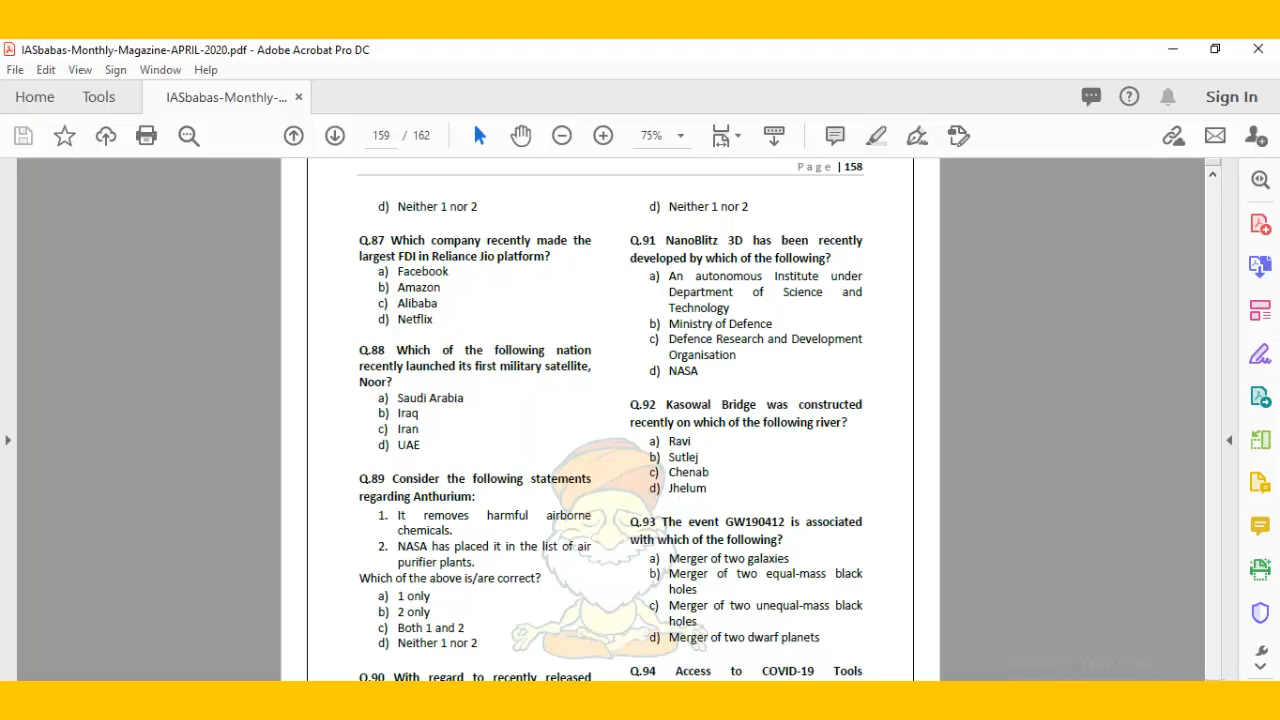 IASbabas-Monthly-Magazine-APRIL-2020.pdf - Adobe Acrobat Pro DC
File Edit View Sign Window Help
Home Tools IASbabas-Monthly-... × Sign In
159 / 162 75%
Page | 158
d) Neither 1 nor 2
Q.87 Which company recently made the
largest FDI in Reliance Jio platform?
a) Facebook
b) Amazon
c) Alibaba
d) Netflix
Q.88 Which of the following nation
recently launched its first military satellite,
Noor?
a) Saudi Arabia
b) Iraq
c) Iran
d) UAE
Q.89 Consider the following statements
regarding Anthurium:
1. It removes harmful airborne
chemicals.
2. NASA has placed it in the list of air
purifier plants.
Which of the above is/are correct?
a) 1 only
b) 2 only
c) Both 1 and 2
d) Neither 1 nor 2
Q.90 With regard to recently released
d) Neither 1 nor 2
Q.91 NanoBlitz 3D has been recently
developed by which of the following?
a) An autonomous Institute under
Department of Science and
Technology
b) Ministry of Defence
c) Defence Research and Development
Organisation
d) NASA
Q.92 Kasowal Bridge was constructed
recently on which of the following river?
a) Ravi
b) Sutlej
c) Chenab
d) Jhelum
Q.93 The event GW190412 is associated
with which of the following?
a) Merger of two galaxies
b) Merger of two equal-mass black
holes
c) Merger of two unequal-mass black
holes
d) Merger of two dwarf planets
Q.94 Access to COVID-19 Tools